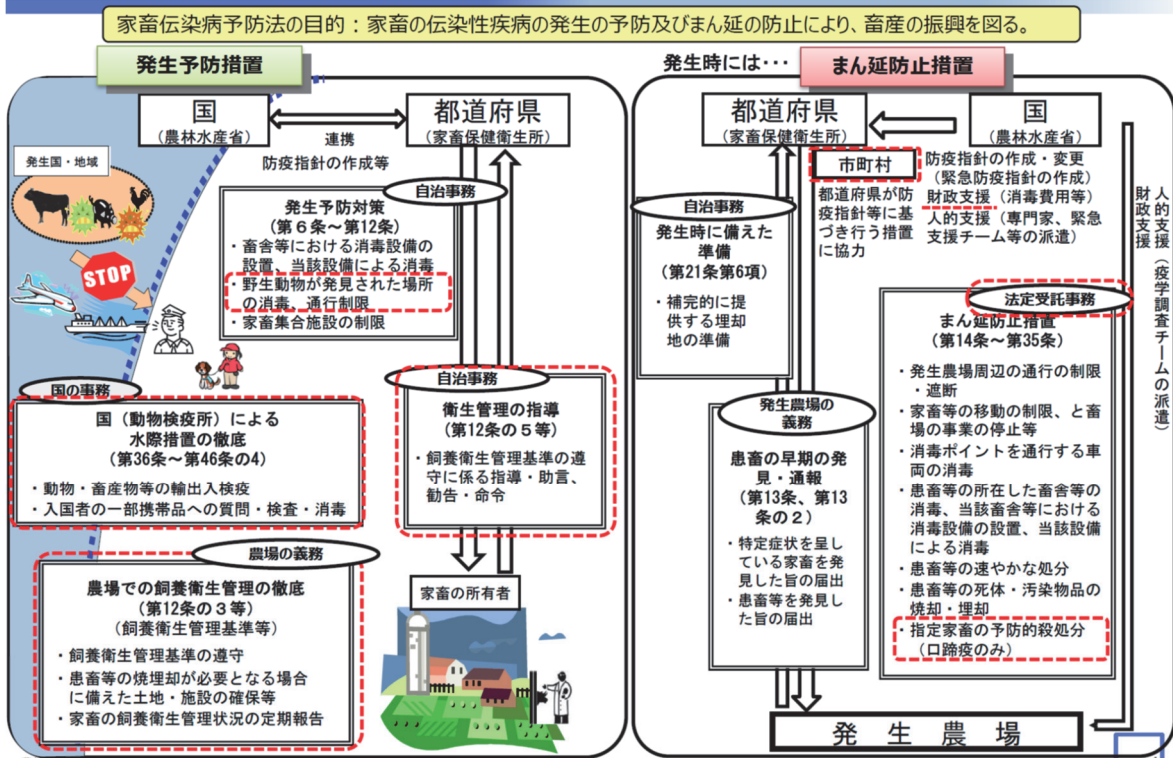 家畜伝染病予防法の目的：家畜の伝染性疾病の発生の予防及びまん延の防止により、畜産の振興を図る。
発生予防措置
国
（農林水産省）
連携
都道府県
（家畜保健衛生所）
防疫指針の作成等
発生国・地域
STOP
自治事務
発生予防対策
（第６条～第12条）
・畜舎等における消毒設備の
設置、当該設備による消毒
・野生動物が発見された場所
の消毒、通行制限
・家畜集合施設の制限
国の事務
国（動物検疫所）による
水際措置の徹底
（第36条～第46条の4）
・動物・畜産物等の輸出入検疫
・入国者の一部携帯品への質問・検査・消毒
自治事務
衛生管理の指導
（第12条の５等）
・飼養衛生管理基準の遵
守に係る指導・助言、
勧告・命令
農場の義務
農場での飼養衛生管理の徹底
（第12条の３等）
（飼養衛生管理基準等）
・飼養衛生管理基準の遵守
・患畜等の焼埋却が必要となる場合
に備えた土地・施設の確保等
・家畜の飼養衛生管理状況の定期報告
家畜の所有者
発生時には・・・
まん延防止措置
都道府県
（家畜保健衛生所）
国
（農林水産省）
市町村
都道府県が防
疫指針等に基
づき行う措置
に協力
防疫指針の作成・変更
（緊急防疫指針の作成）
財政支援（消毒費用等）
人的支援（専門家、緊急
支援チーム等の派遣）
人的支援（疫学調査チームの派遣）
財政支援
自治事務
発生時に備えた
準備
（第21条第6項）
・補完的に提
供する埋却
地の準備
発生農場の
義務
患畜の早期の発
見・通報
（第13条、第13
条の２）
・特定症状を呈し
ている家畜を発
見した旨の届出
・患畜等を発見し
た旨の届出
法定受託事務
まん延防止措置
（第14条～第35条）
・発生農場周辺の通行の制限
・遮断
・家畜等の移動の制限、と畜
場の事業の停止等
・消毒ポイントを通行する車
両の消毒
・患畜等の所在した畜舎等の
消毒、当該畜舎等における
消毒設備の設置、当該設備
による消毒
・患畜等の速やかな処分
・患畜等の死体・汚染物品の
焼却・埋却
・指定家畜の予防的殺処分
（口蹄疫のみ）
発生農場